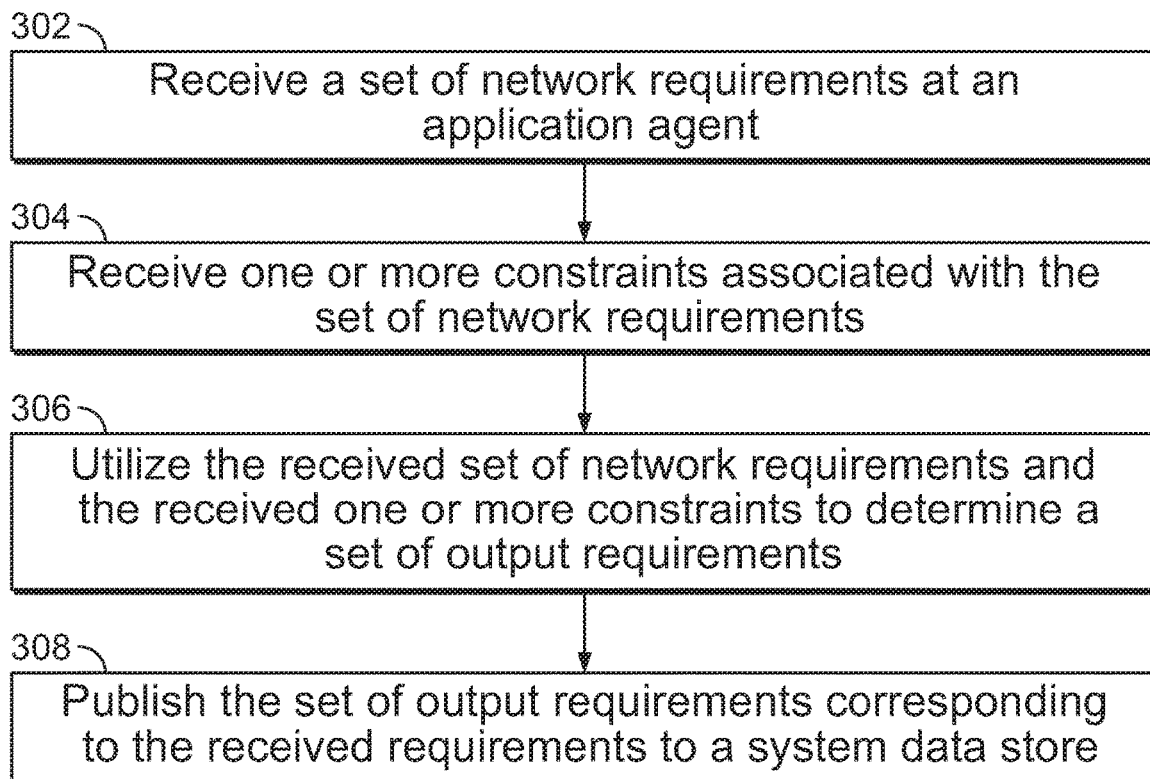 302
Receive a set of network requirements at an
application agent
304
Receive one or more constraints associated with the
set of network requirements
306
Utilize the received set of network requirements and
the received one or more constraints to determine a
set of output requirements
308
Publish the set of output requirements corresponding
to the received requirements to a system data store